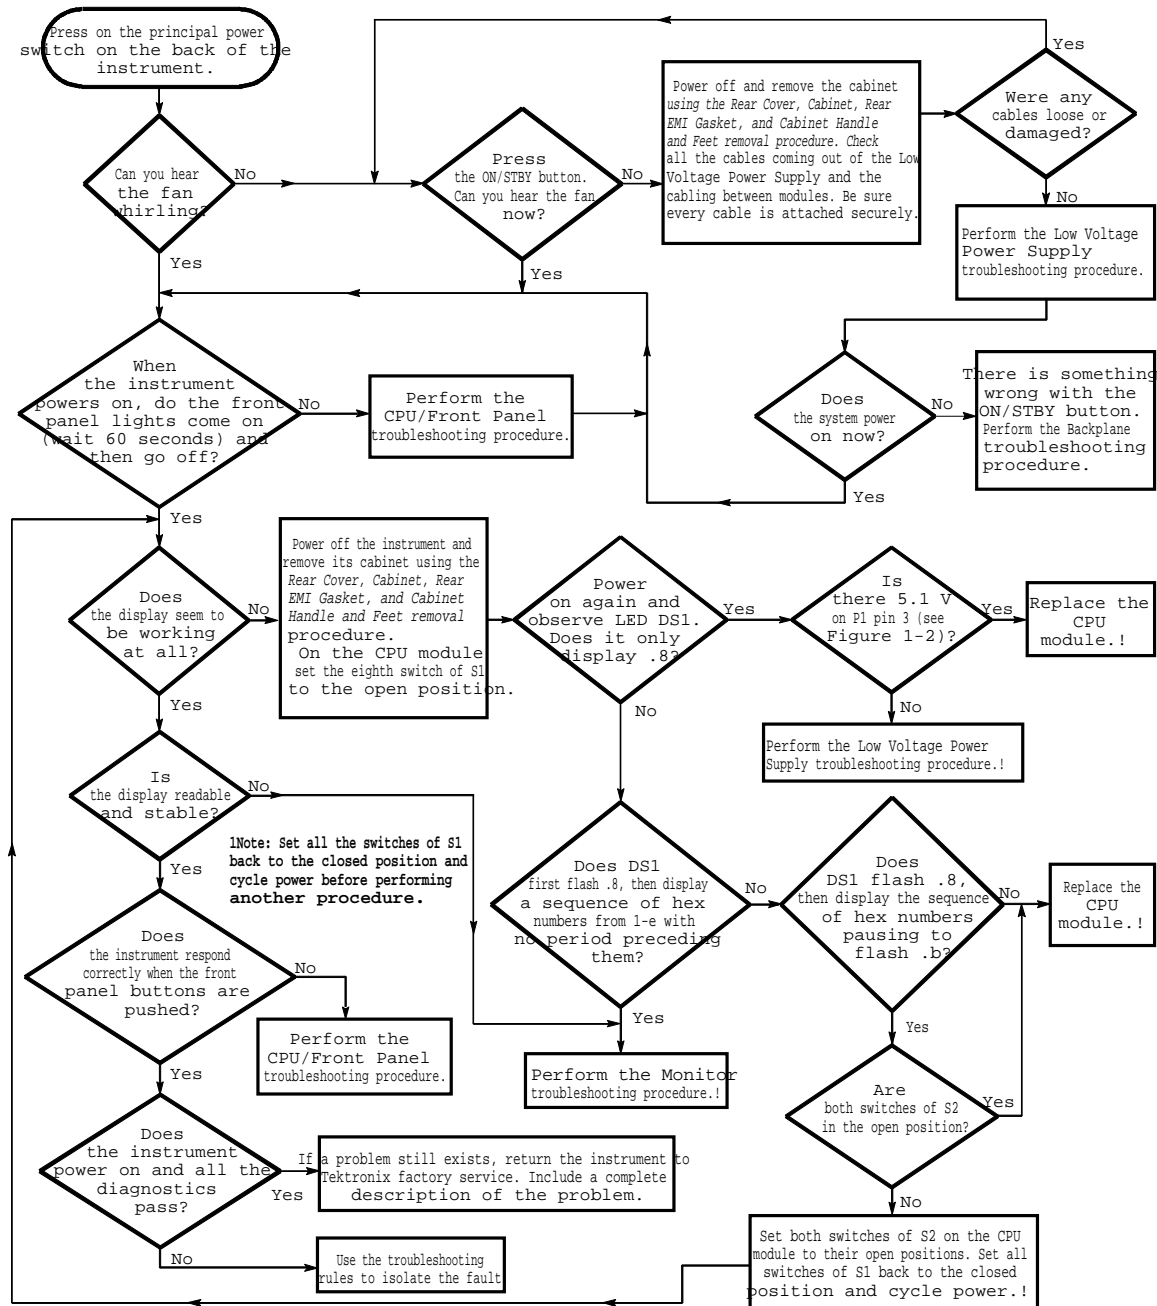 Press on the principal power
switch on the back of the
instrument.
Can you hear
the fan
whirling?
No
Yes
Press
the ON/STBY button.
Can you hear the fan
now?
No
Yes
Power off and remove the cabinet
using the Rear Cover, Cabinet, Rear
EMI Gasket, and Cabinet Handle
and Feet removal procedure. Check
all the cables coming out of the Low
Voltage Power Supply and the
cabling between modules. Be sure
every cable is attached securely.
Yes
Were any
cables loose or
damaged?
No
Perform the Low Voltage
Power Supply
troubleshooting procedure.
When
the instrument
powers on, do the front
panel lights come on
(wait 60 seconds) and
then go off?
No
Yes
Perform the
CPU/Front Panel
troubleshooting procedure.
Does
the system power
on now?
No
Yes
There is something
wrong with the
ON/STBY button.
Perform the Backplane
troubleshooting
procedure.
Does
the display seem to
be working
at all?
No
Yes
Power off the instrument and
remove its cabinet using the
Rear Cover, Cabinet, Rear
EMI Gasket, and Cabinet
Handle and Feet removal
procedure.
On the CPU module
set the eighth switch of S1
to the open position.
Power
on again and
observe LED DS1.
Does it only
display .8?
Yes
No
Is
there 5.1 V
on P1 pin 3 (see
Figure 1-2)?
Yes
No
Replace the
CPU
module.!
Perform the Low Voltage Power
Supply troubleshooting procedure.!
Is
the display readable
and stable?
No
Yes
1Note: Set all the switches of S1
back to the closed position and
cycle power before performing
another procedure.
Does DS1
first flash .8, then display
a sequence of hex
numbers from 1-e with
no period preceding
them?
No
Yes
Does
DS1 flash .8,
then display the sequence
of hex numbers
pausing to
flash .b?
No
Yes
Replace the
CPU
module.!
Does
the instrument respond
correctly when the front
panel buttons are
pushed?
No
Yes
Perform the
CPU/Front Panel
troubleshooting procedure.
Perform the Monitor
troubleshooting procedure.!
Are
both switches of S2
in the open position?
Yes
No
Does
the instrument
power on and all the
diagnostics
pass?
Yes
No
If a problem still exists, return the instrument to
Tektronix factory service. Include a complete
description of the problem.
Use the troubleshooting
rules to isolate the fault
Set both switches of S2 on the CPU
module to their open positions. Set all
switches of S1 back to the closed
position and cycle power.!